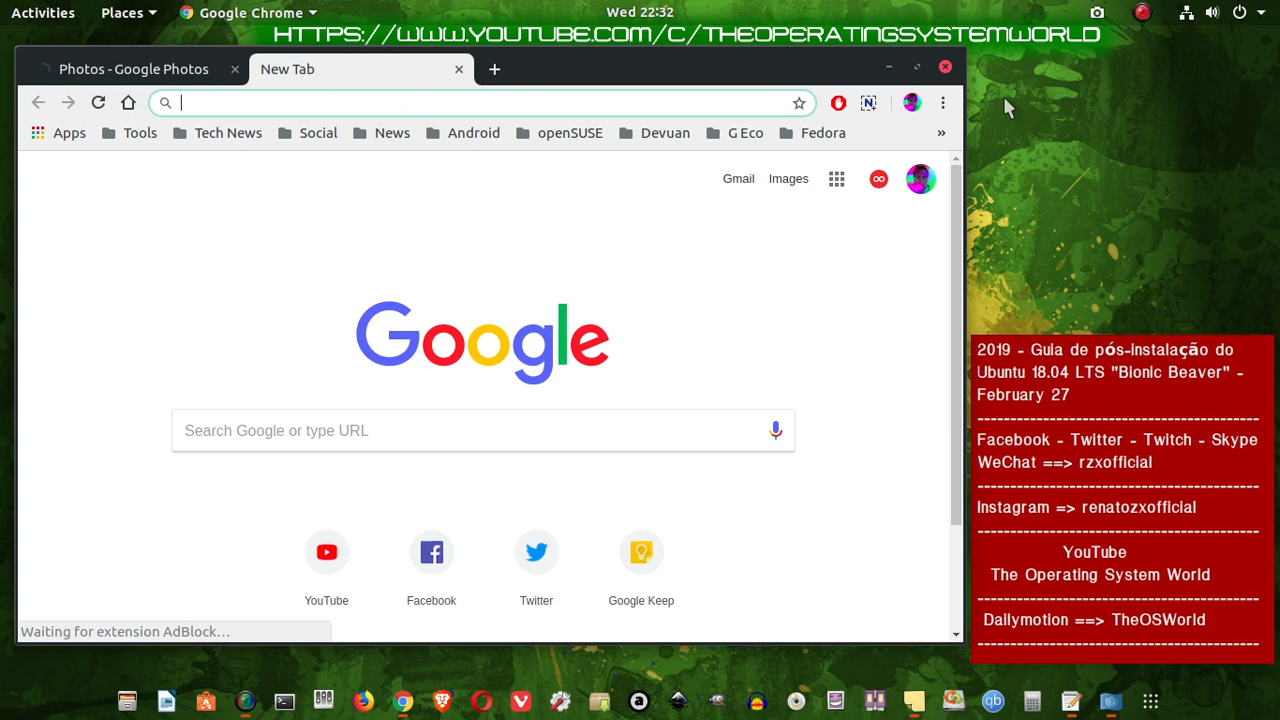 Activities Places Google Chrome Wed 22:32
HTTPS://WWW.YOUTUBE.COM/C/THEOPERATINGSYSTEMWORLD
Photos - Google Photos New Tab
Apps Tools Tech News Social News Android openSUSE Devuan G Eco Fedora »
Gmail Images
Google
Search Google or type URL
YouTube Facebook Twitter Google Keep
Waiting for extension AdBlock...
2019 - Guia de pós-Instalação do
Ubuntu 18.04 LTS "Bionic Beaver" -
February 27
------------------------------------------
Facebook - Twitter - Twitch - Skype
WeChat ==> rzxofficial
------------------------------------------
Instagram => renatozxofficial
------------------------------------------
YouTube
The Operating System World
------------------------------------------
Dailymotion ==> TheOSWorld
------------------------------------------